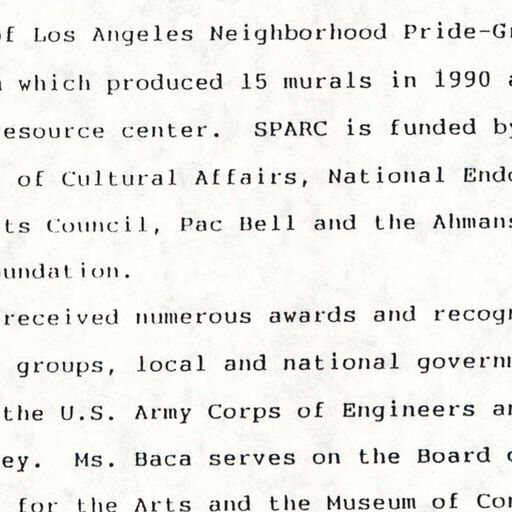 of Los Angeles Neighborhood Pride-Gr
which produced 15 murals in 1990 a
esource center. SPARC is funded by
of Cultural Affairs, National Endo
ts Council, Pac Bell and the Ahmans
oundation.
received numerous awards and recogn
groups, local and national governm
the U.S. Army Corps of Engineers an
ey. Ms. Baca serves on the Board o
for the Arts and the Museum of Con